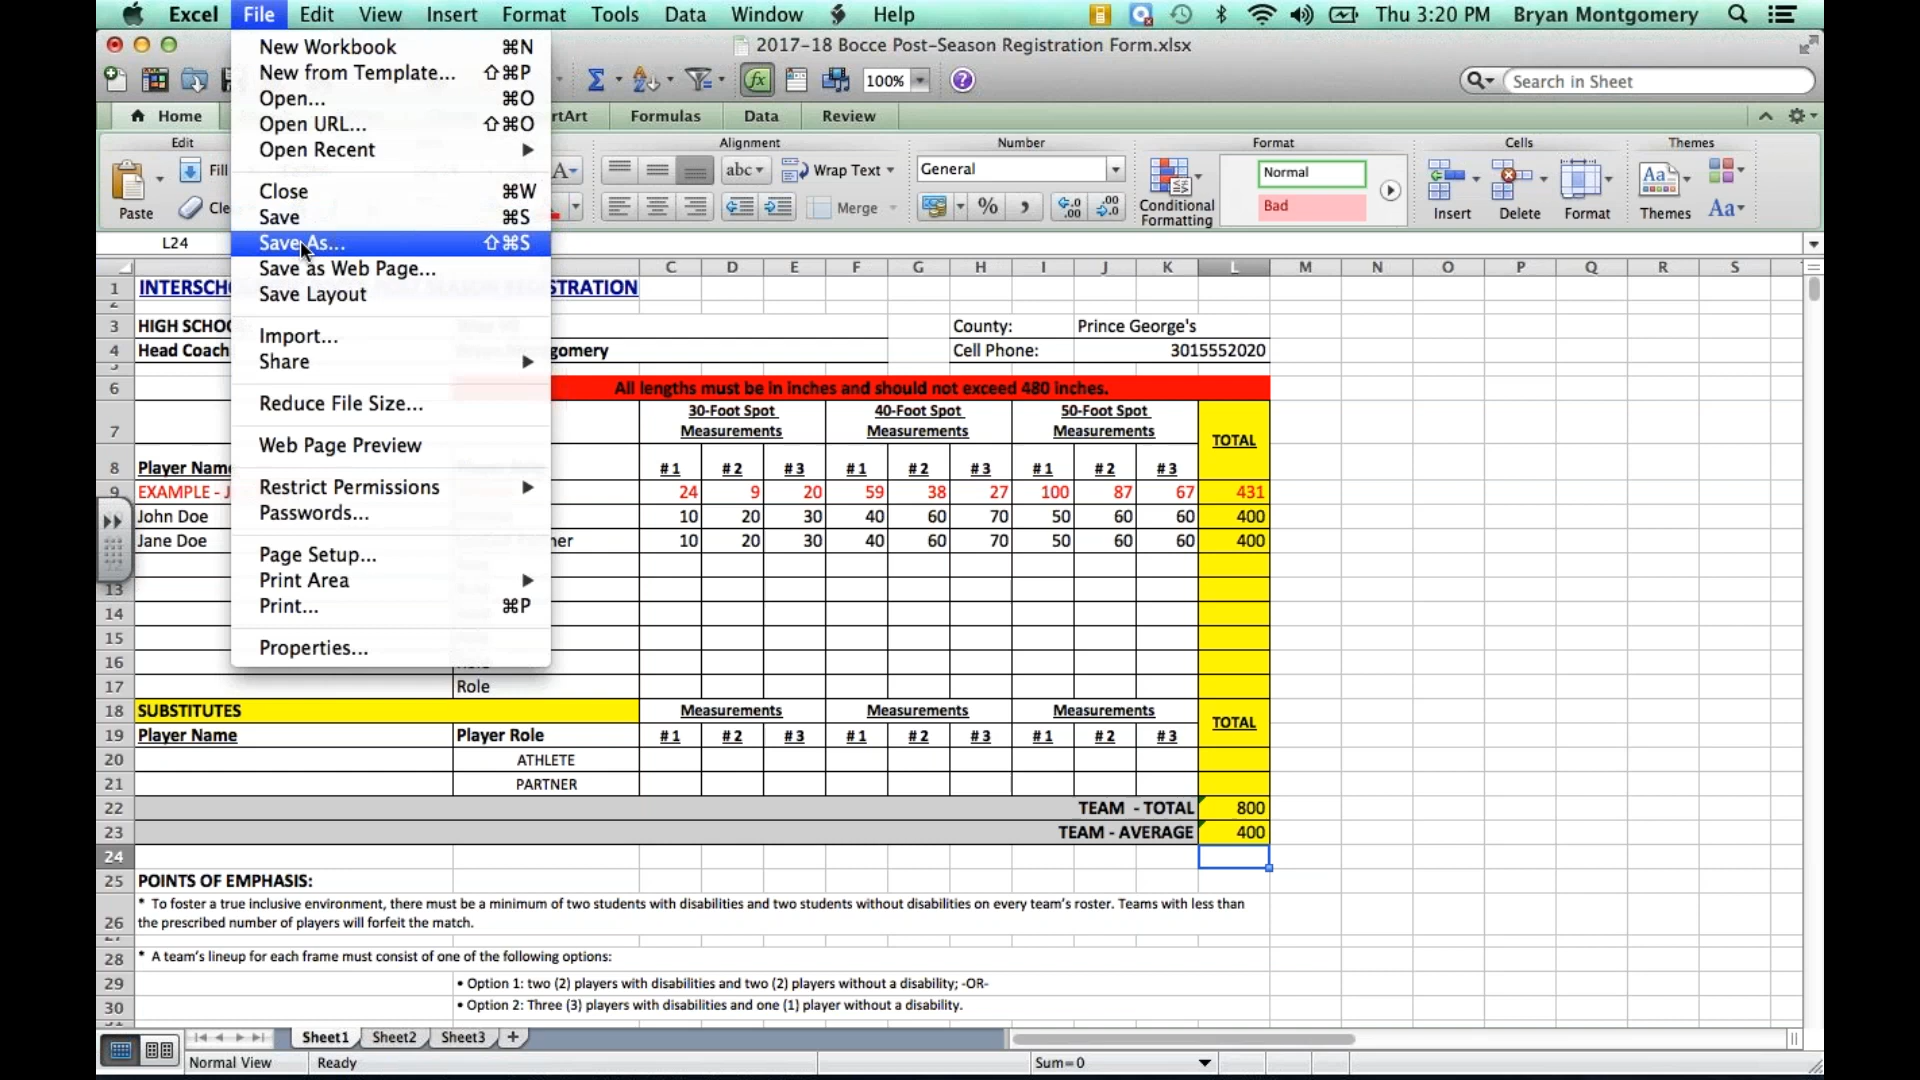 Excel File Edit View Insert Format Tools Data Window Help Thu 3:20 PM Bryan Montgomery
2017-18 Bocce Post-Season Registration Form.xlsx
100% Search in Sheet
Home Formulas Data Review
Edit Alignment Number Format Cells Themes
Fill abc Wrap Text General Normal
Paste Merge % Conditional Formatting Bad Insert Delete Format Themes Aa
L24
New Workbook ⌘N
New from Template... ⇧⌘P
Open... ⌘O
Open URL... ⇧⌘O
Open Recent
Close ⌘W
Save ⌘S
Save As... ⇧⌘S
Save as Web Page...
Save Layout
Import...
Share
Reduce File Size...
Web Page Preview
Restrict Permissions
Passwords...
Page Setup...
Print Area
Print... ⌘P
Properties...
C D E F G H I J K L M N O P Q R S
1
3 County: Prince George's
4 Head Coach Cell Phone: 3015552020
6 All lengths must be in inches and should not exceed 480 inches.
7 30-Foot Spot Measurements 40-Foot Spot Measurements 50-Foot Spot Measurements TOTAL
8 Player Name #1 #2 #3 #1 #2 #3 #1 #2 #3
9 EXAMPLE - 24 9 20 59 38 27 100 87 67 431
John Doe 10 20 30 40 60 70 50 60 60 400
Jane Doe 10 20 30 40 60 70 50 60 60 400
13
14
15
16
17 Role
18 SUBSTITUTES Measurements Measurements Measurements TOTAL
19 Player Name Player Role #1 #2 #3 #1 #2 #3 #1 #2 #3
20 ATHLETE
21 PARTNER
22 TEAM - TOTAL 800
23 TEAM - AVERAGE 400
24
25 POINTS OF EMPHASIS:
* To foster a true inclusive environment, there must be a minimum of two students with disabilities and two students without disabilities on every team's roster. Teams with less than
26 the prescribed number of players will forfeit the match.
28 * A team's lineup for each frame must consist of one of the following options:
29 • Option 1: two (2) players with disabilities and two (2) players without a disability; -OR-
30 • Option 2: Three (3) players with disabilities and one (1) player without a disability.
Sheet1 Sheet2 Sheet3 +
Normal View Ready Sum=0